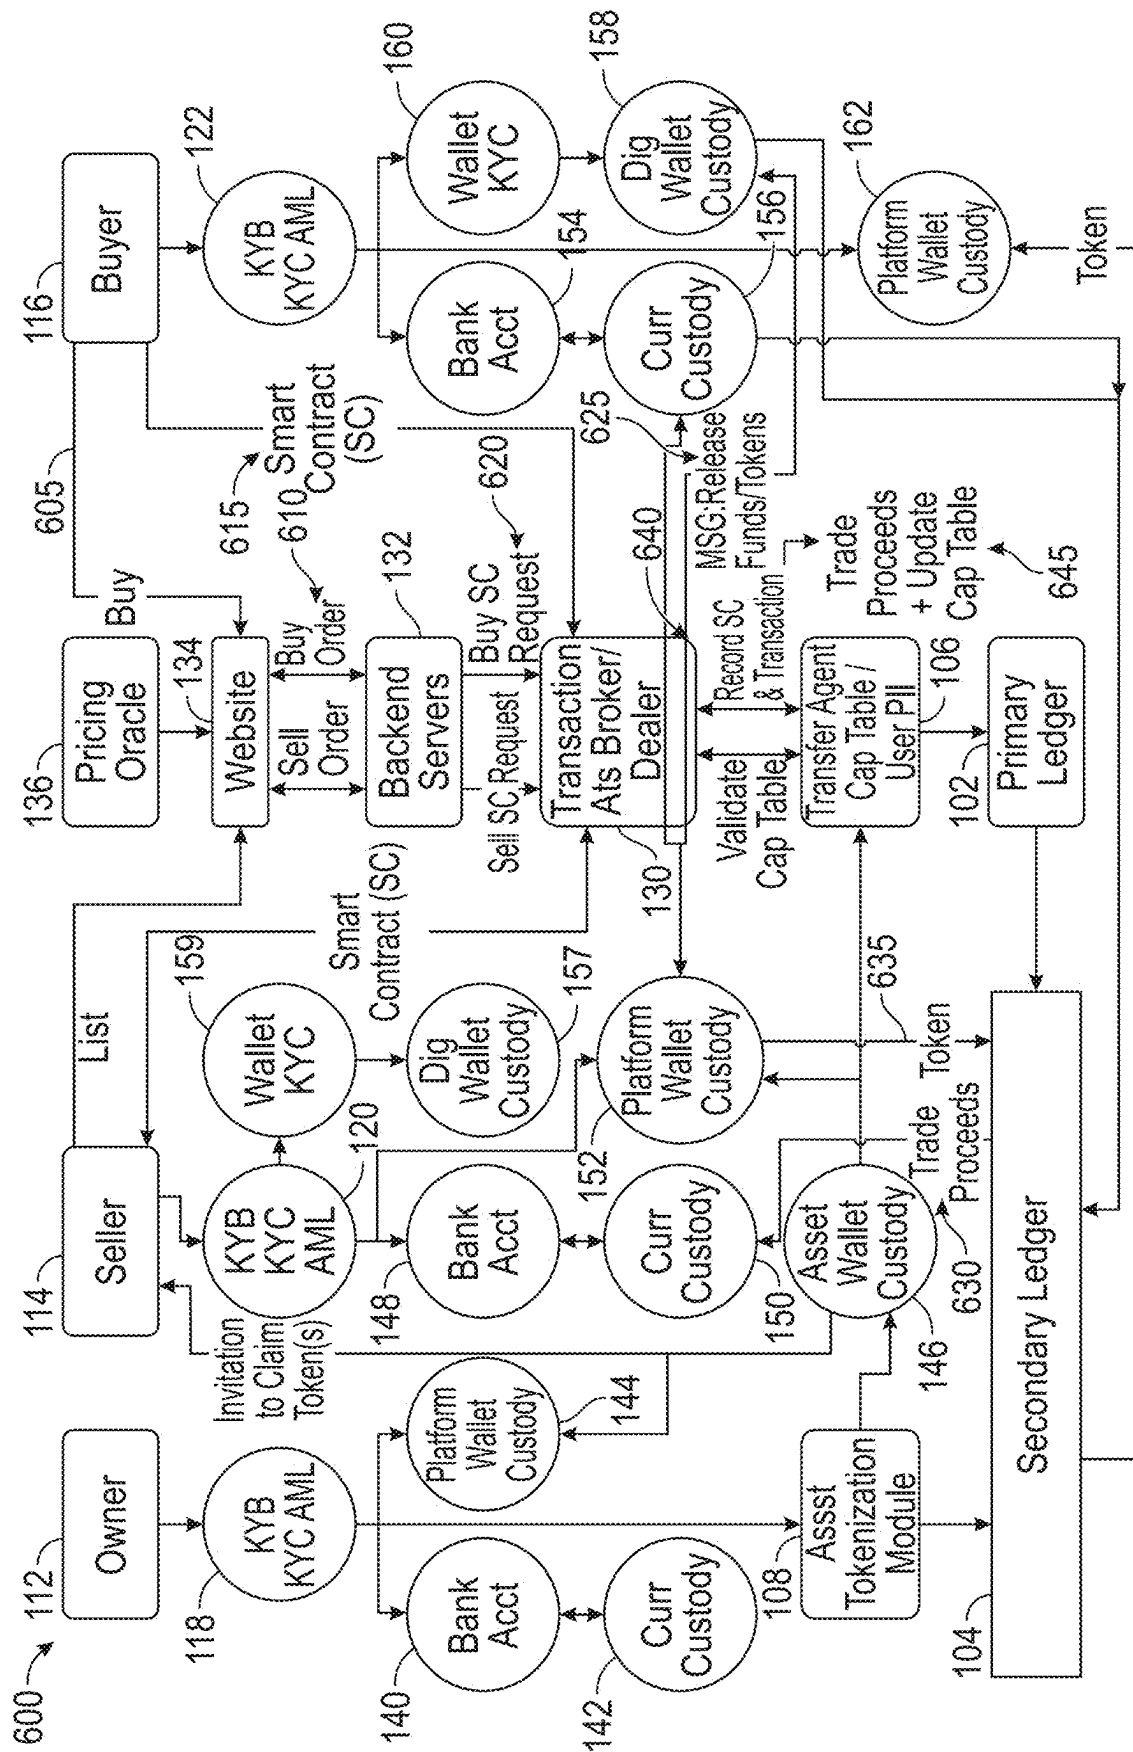 600
112
Owner
118
KYB
KYC AML
140
Bank
Acct
142
Curr
Custody
Platform
Wallet
Custody
144
108
Assst
Tokenization
Module
104
Secondary Ledger
Invitation
to Claim
Token(s)
114
Seller
List
KYB
KYC
AML
120
159
Wallet
KYC
148
Bank
Acct
Dig
Wallet
Custody
157
Curr
Custody
150
152
Platform
Wallet
Custody
Asset
Wallet
Custody
146
630
Trade
Proceeds
Token
635
Smart
Contract (SC)
136
Pricing
Oracle
134
Website
Buy
605
Sell
Order
Buy
Order
610
615
Smart
Contract
(SC)
Backend
Servers
132
Sell SC Request
Buy SC
Request
620
Transaction
Ats Broker/
Dealer
130
640
625
MSG:Release
Funds/Tokens
Validate
Cap Table
Record SC
& Transaction
Trade
Proceeds
+ Update
Cap Table
645
Transfer Agent
Cap Table /
User PII
106
102
Primary
Ledger
116
Buyer
122
KYB
KYC AML
160
Wallet
KYC
Bank
Acct
154
158
Dig
Wallet
Custody
Curr
Custody
156
162
Platform
Wallet
Custody
Token